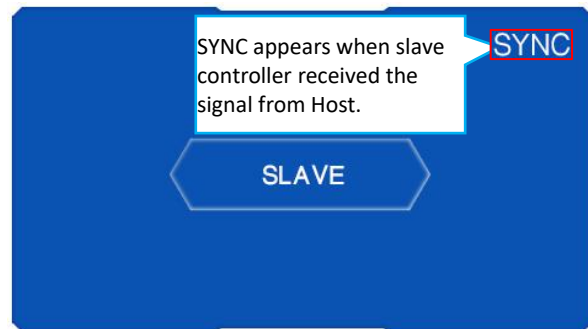 SYNC appears when slave
controller received the
signal from Host.
SYNC
SLAVE